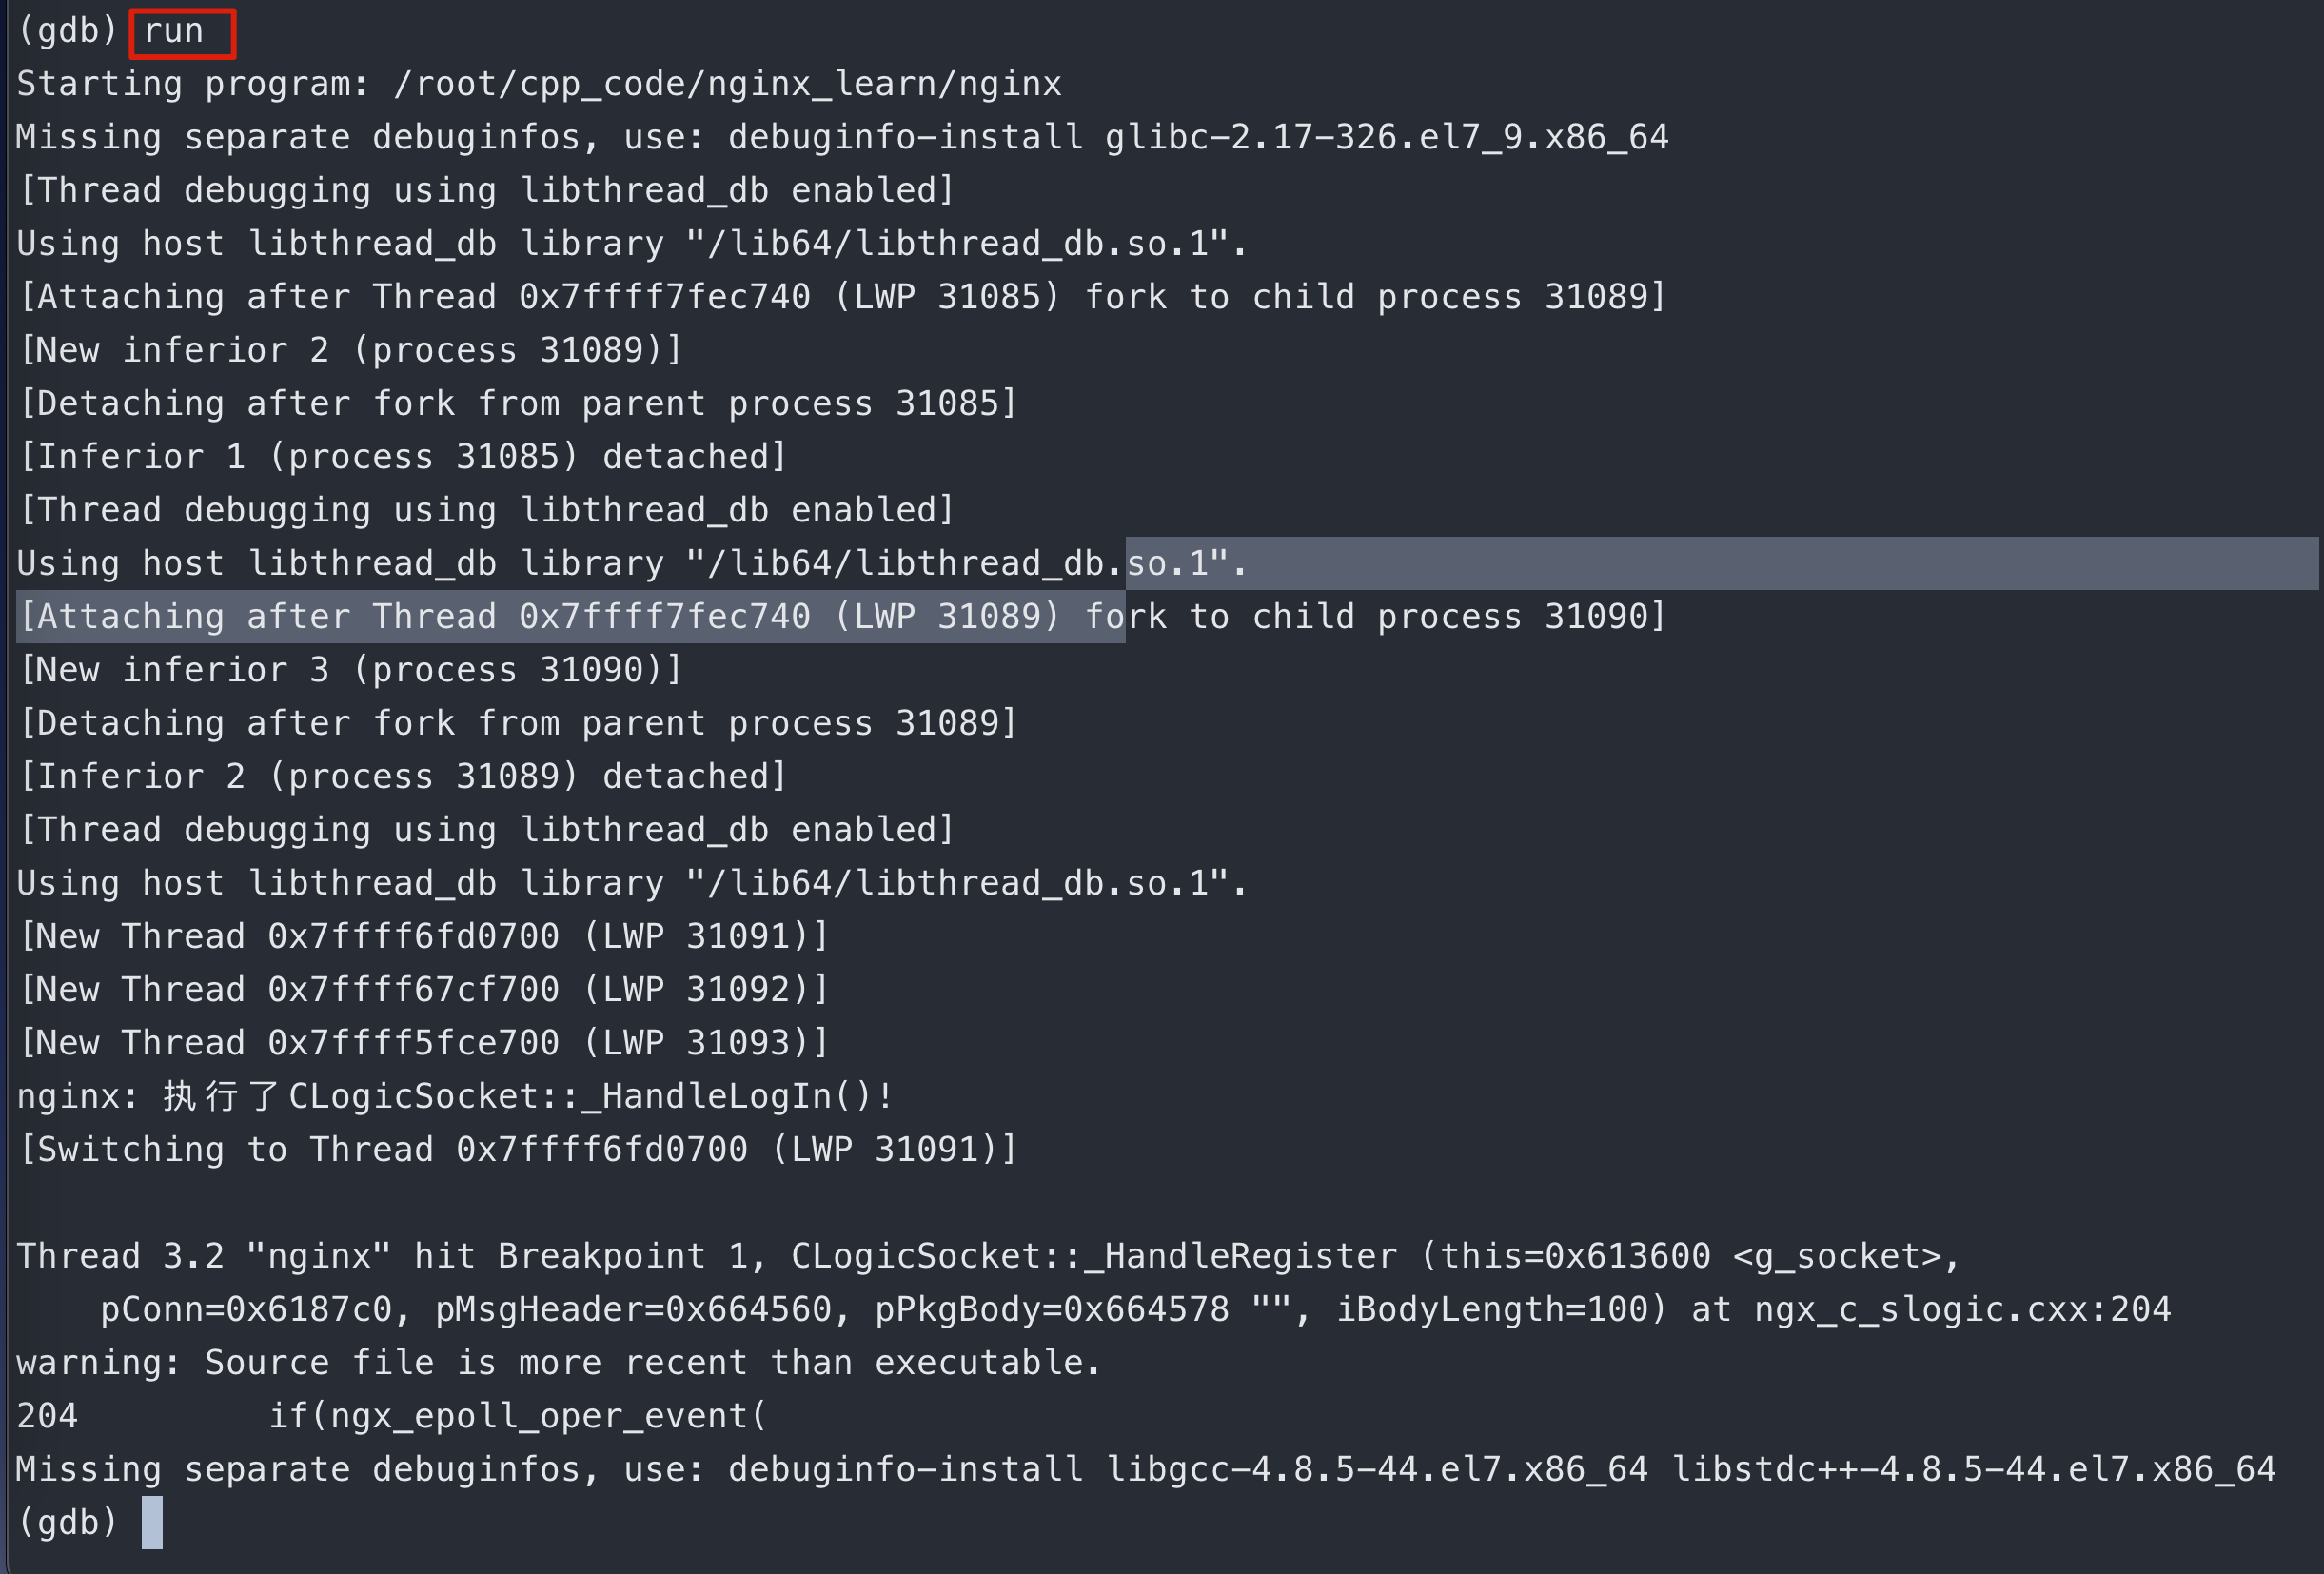 (gdb) run
Starting program: /root/cpp_code/nginx_learn/nginx
Missing separate debuginfos, use: debuginfo-install glibc-2.17-326.el7_9.x86_64
[Thread debugging using libthread_db enabled]
Using host libthread_db library "/lib64/libthread_db.so.1".
[Attaching after Thread 0x7ffff7fec740 (LWP 31085) fork to child process 31089]
[New inferior 2 (process 31089)]
[Detaching after fork from parent process 31085]
[Inferior 1 (process 31085) detached]
[Thread debugging using libthread_db enabled]
Using host libthread_db library "/lib64/libthread_db.so.1".
[Attaching after Thread 0x7ffff7fec740 (LWP 31089) fork to child process 31090]
[New inferior 3 (process 31090)]
[Detaching after fork from parent process 31089]
[Inferior 2 (process 31089) detached]
[Thread debugging using libthread_db enabled]
Using host libthread_db library "/lib64/libthread_db.so.1".
[New Thread 0x7ffff6fd0700 (LWP 31091)]
[New Thread 0x7ffff67cf700 (LWP 31092)]
[New Thread 0x7ffff5fce700 (LWP 31093)]
nginx: 执行了CLogicSocket::_HandleLogIn()!
[Switching to Thread 0x7ffff6fd0700 (LWP 31091)]
Thread 3.2 "nginx" hit Breakpoint 1, CLogicSocket::_HandleRegister (this=0x613600 <g_socket>,
    pConn=0x6187c0, pMsgHeader=0x664560, pPkgBody=0x664578 "", iBodyLength=100) at ngx_c_slogic.cxx:204
warning: Source file is more recent than executable.
204         if(ngx_epoll_oper_event(
Missing separate debuginfos, use: debuginfo-install libgcc-4.8.5-44.el7.x86_64 libstdc++-4.8.5-44.el7.x86_64
(gdb)